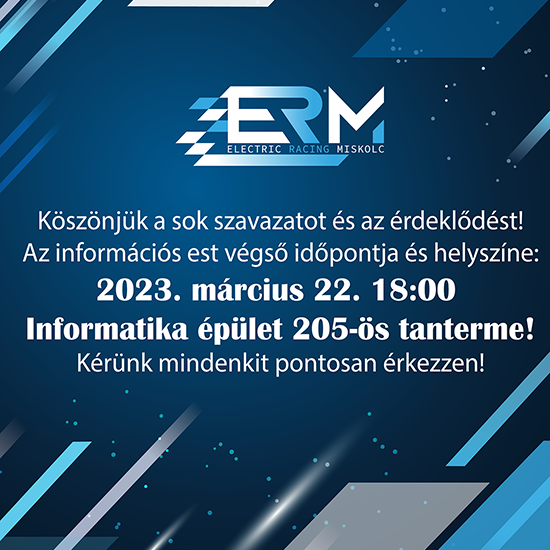 ERM
ELECTRIC RACING MISKOLC
Köszönjük a sok szavazatot és az érdeklődést!
Az információs est végső időpontja és helyszíne:
2023. március 22. 18:00
Informatika épület 205-ös tanterme!
Kérünk mindenkit pontosan érkezzen!